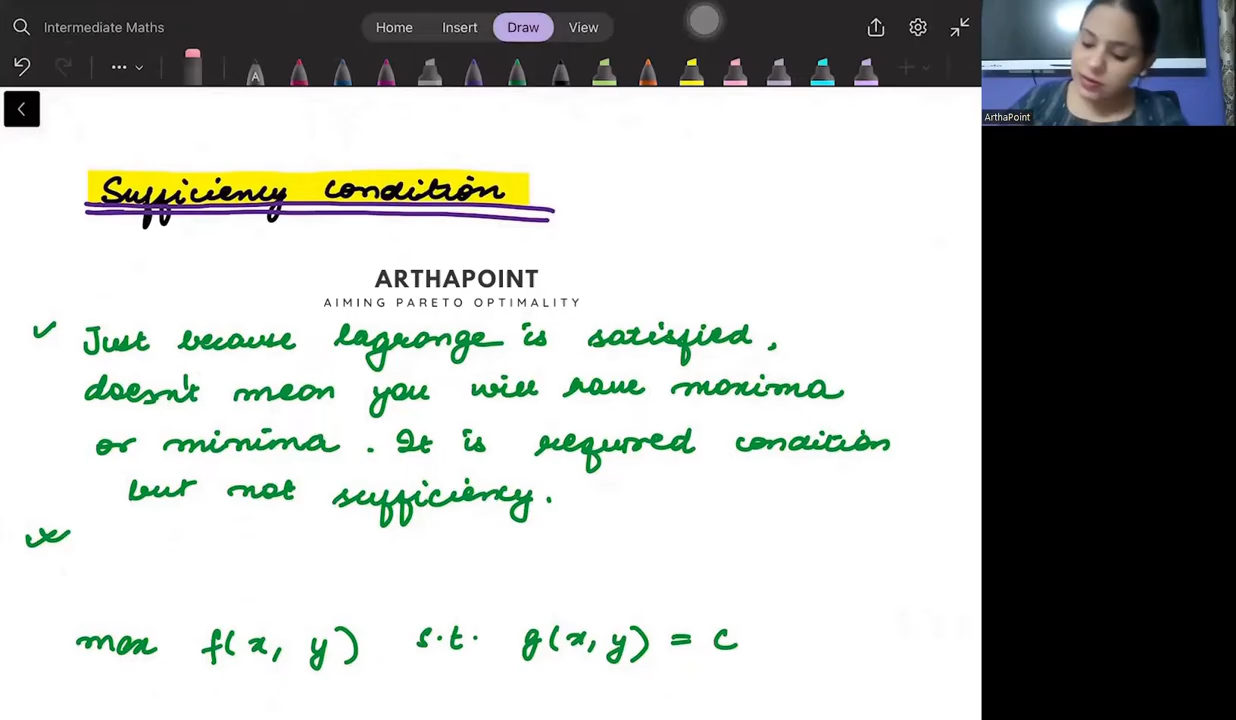 Intermediate Maths
Home Insert Draw View
A
ArthaPoint
Sufficiency condition
ARTHAPOINT
AIMING PARETO OPTIMALITY
Just because lagrange is satisfied,
doesn't mean you will have maxima
or minima. It is required condition
but not sufficiency.
max f(x, y) s.t. g(x, y) = c